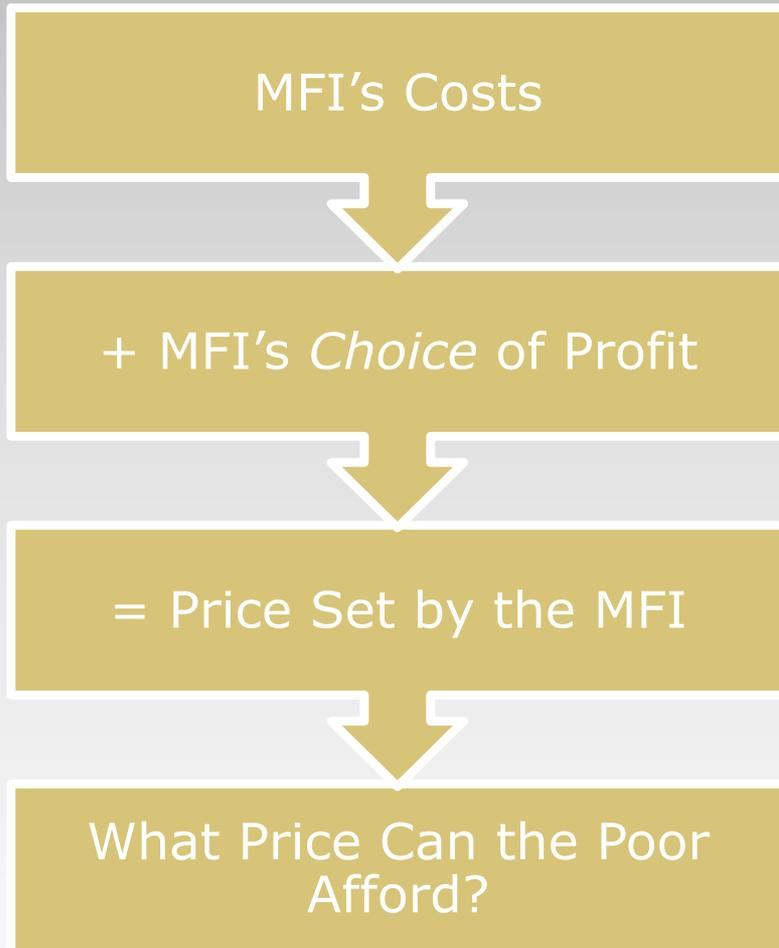 MFI’s Costs
+ MFI’s Choice of Profit
= Price Set by the MFI
What Price Can the Poor
Afford?